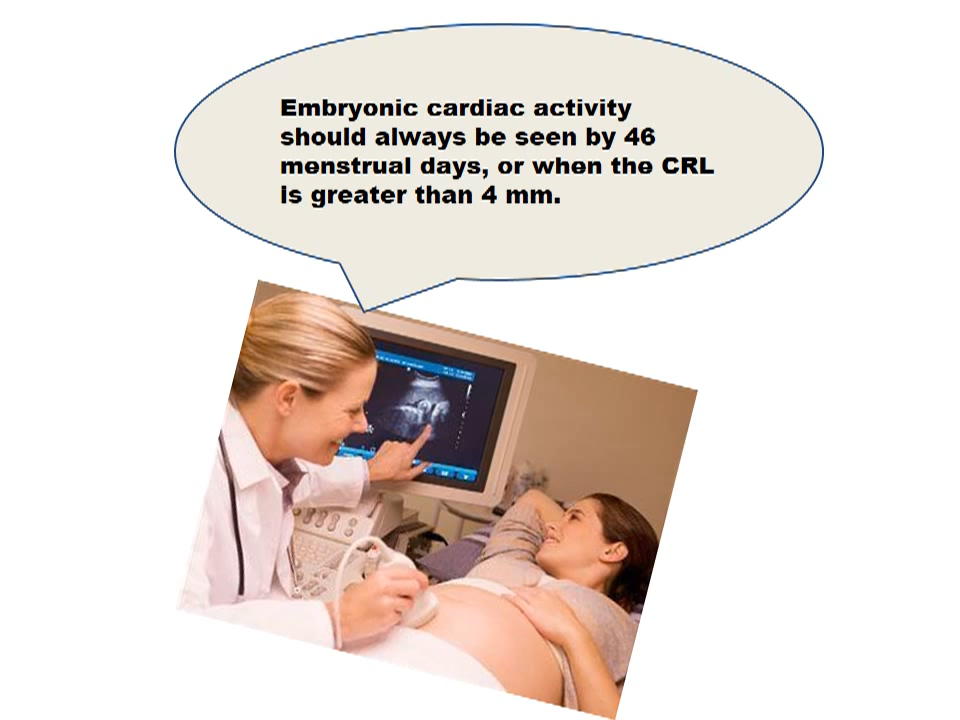 Embryonic cardiac activity
should always be seen by 46
menstrual days, or when the CRL
is greater than 4 mm.